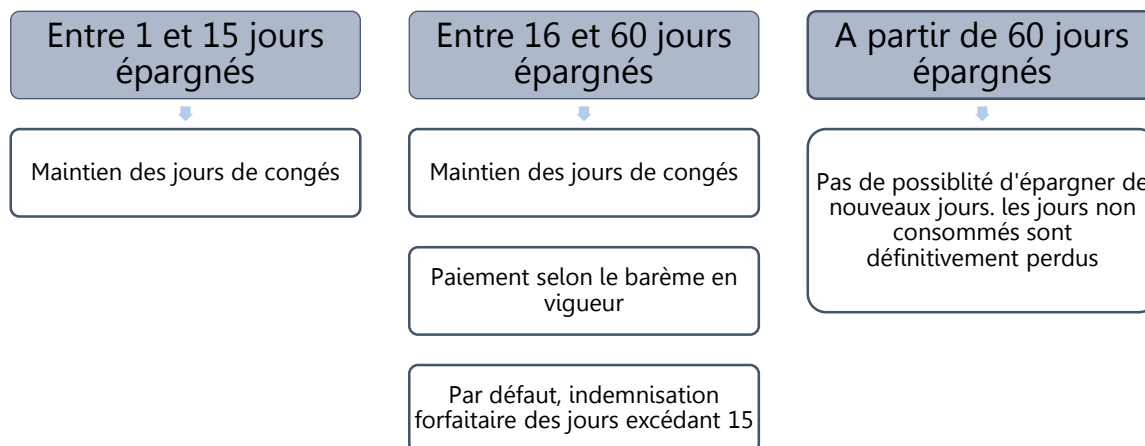 Entre 1 et 15 jours
épargnés
Maintien des jours de congés
Entre 16 et 60 jours
épargnés
Maintien des jours de congés
Paiement selon le barème en
vigueur
Par défaut, indemnisation
forfaitaire des jours excédant 15
A partir de 60 jours
épargnés
Pas de possiblité d'épargner de
nouveaux jours. les jours non
consommés sont
définitivement perdus